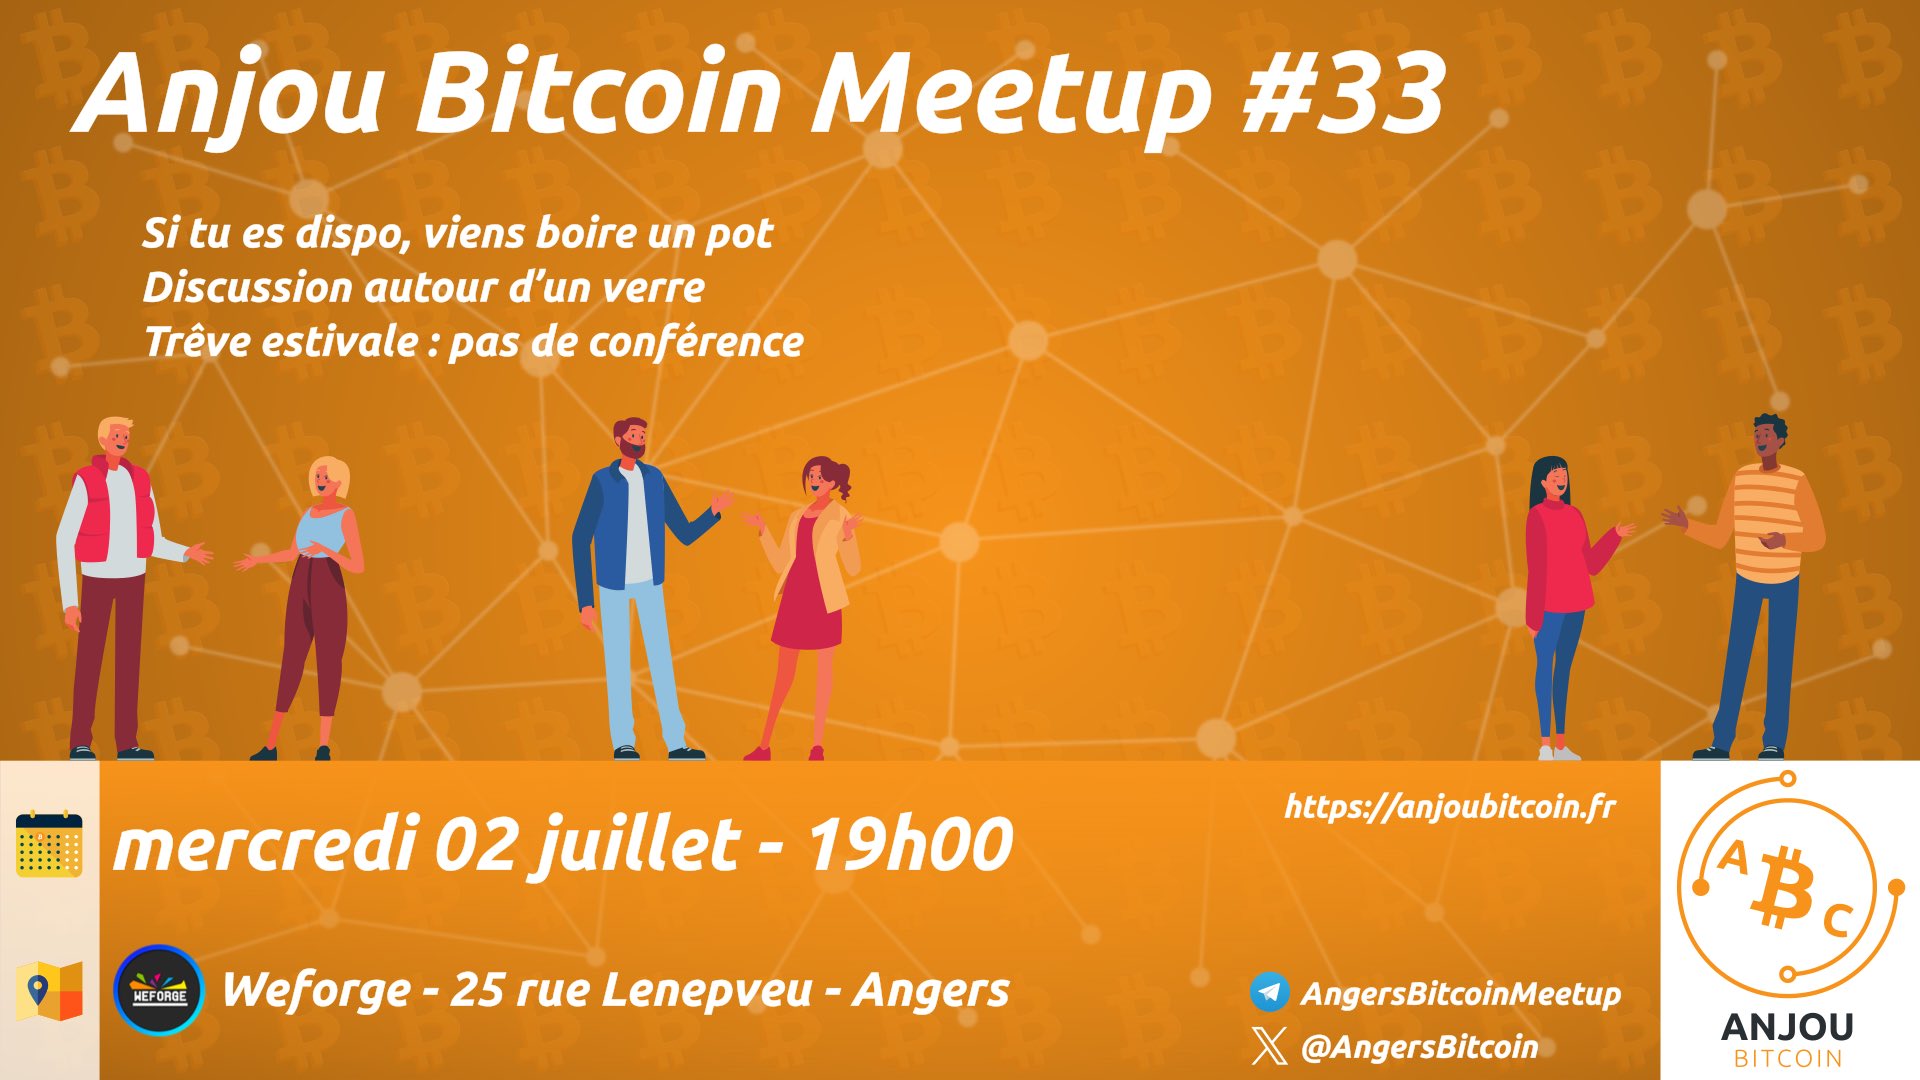 Anjou Bitcoin Meetup #33
Si tu es dispo, viens boire un pot
Discussion autour d’un verre
Trêve estivale : pas de conférence
mercredi 02 juillet - 19h00
https://anjoubitcoin.fr
WEFORGE
Weforge - 25 rue Lenepveu - Angers
AngersBitcoinMeetup
@AngersBitcoin
A ₿ C
ANJOU
BITCOIN